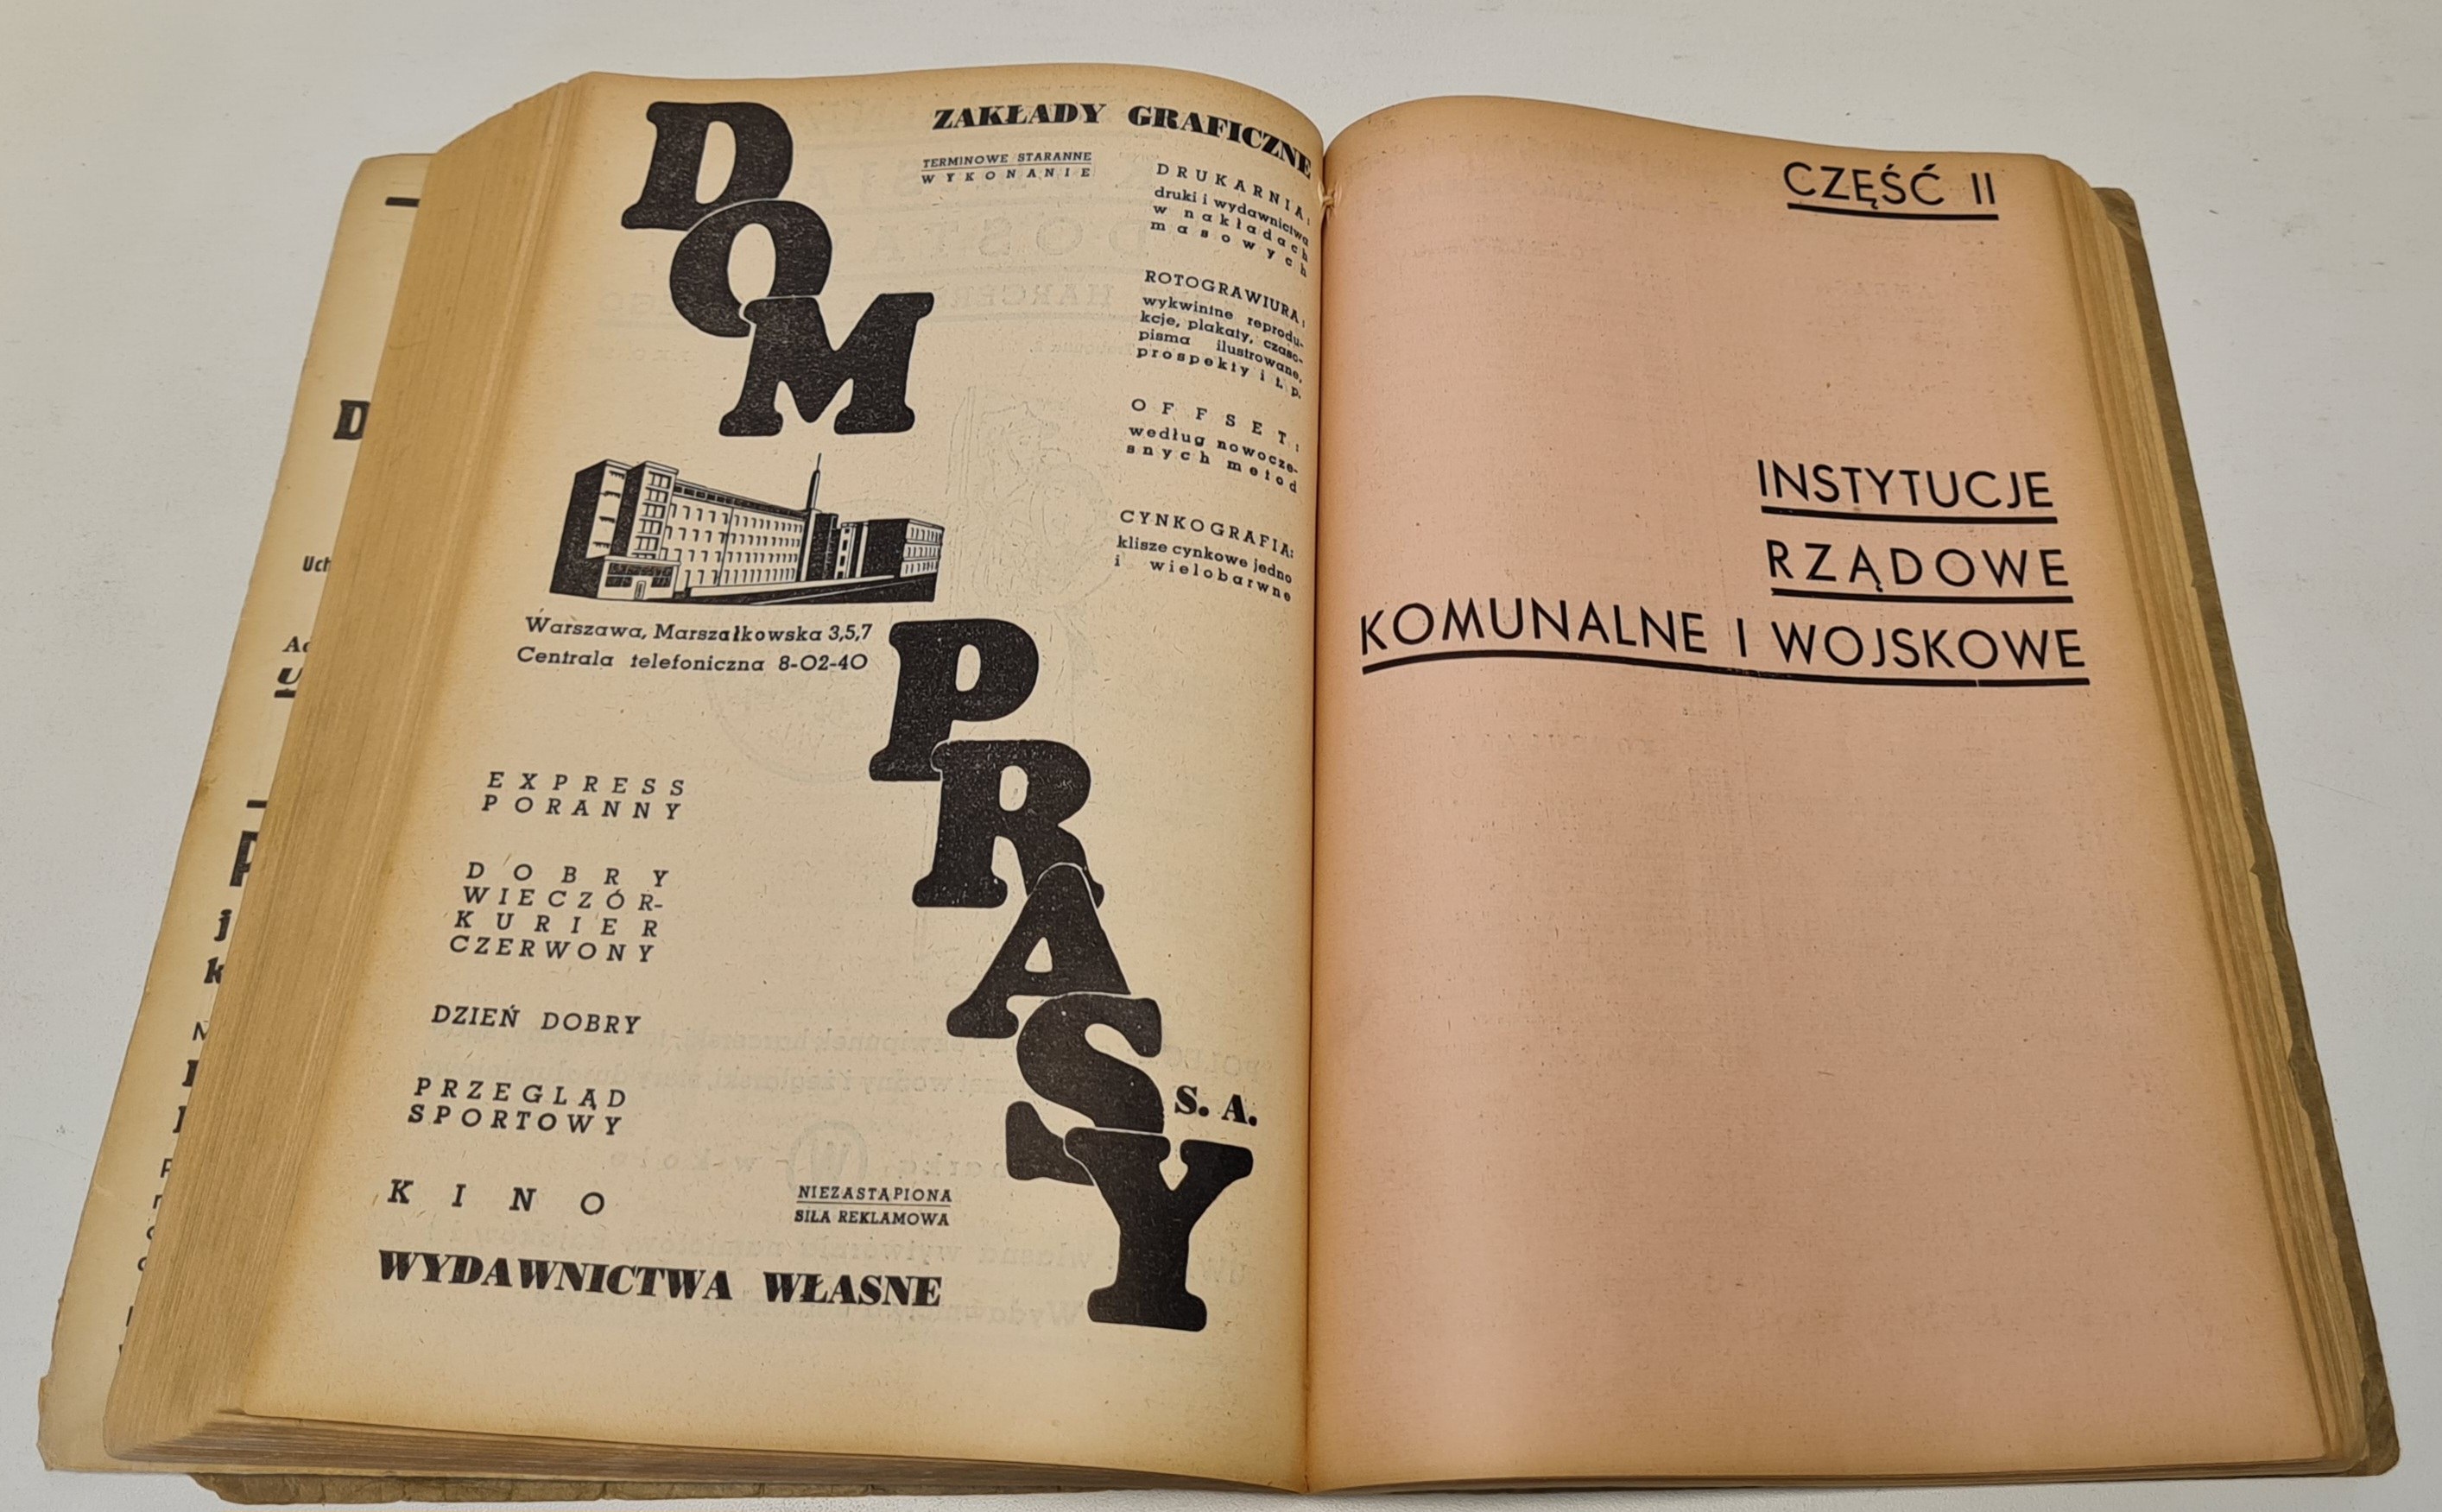 DOM
ZAKŁADY GRAFICZNE
TERMINOWE STARANNE
WYKONANIE
DRUKARNIA:
druki i wydawnictwa
w nakładach
masowych
ROTOGRAWIURA:
wykwintne reprodu-
kcje, plakaty, czaso-
pisma ilustrowane,
prospekty i t. p.
OFFSET:
według nowocze-
snych metod
CYNKOGRAFIA:
klisze cynkowe jedno
i wielobarwne
Warszawa, Marszałkowska 3,5,7
Centrala telefoniczna 8-02-40
PRASY
S. A.
EXPRESS
PORANNY
DOBRY
WIECZÓR-
KURIER
CZERWONY
DZIEŃ DOBRY
PRZEGLĄD
SPORTOWY
KINO
NIEZASTĄPIONA
SIŁA REKLAMOWA
WYDAWNICTWA WŁASNE
CZĘŚĆ II
INSTYTUCJE
RZĄDOWE
KOMUNALNE I WOJSKOWE